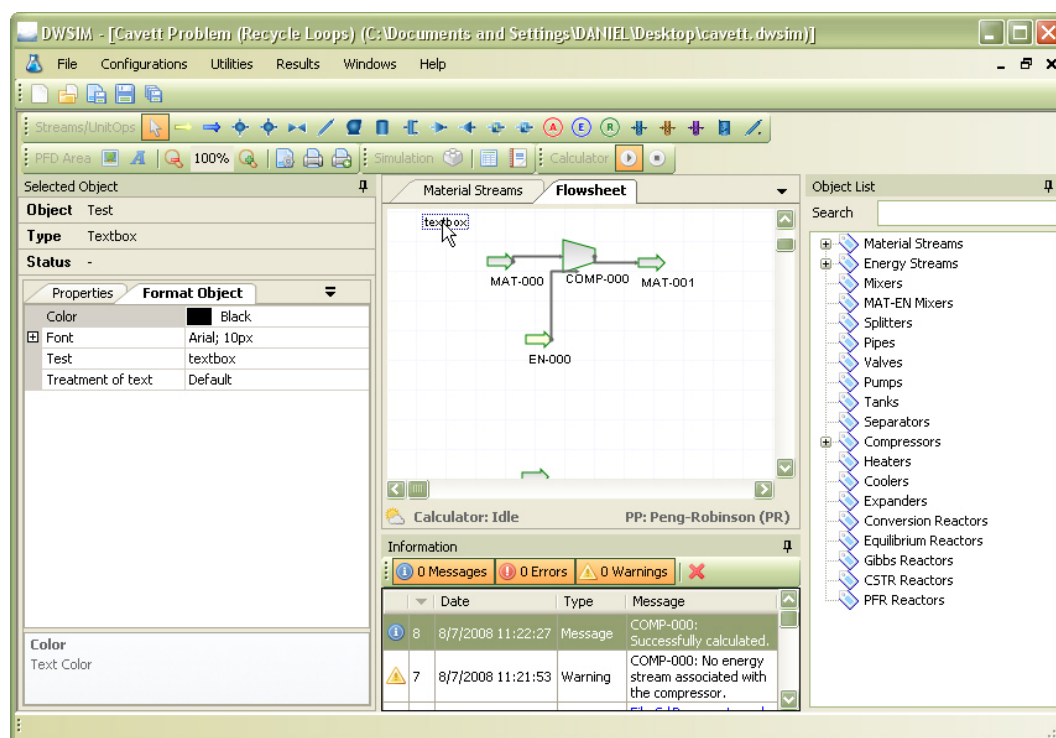 DWSIM - [Cavett Problem (Recycle Loops) (C:\Documents and Settings\DANIEL\Desktop\cavett.dwsim)]
File Configurations Utilities Results Windows Help
Streams/UnitOps A E R
PFD Area A 100% Simulation Calculator
Selected Object
Object Test
Type Textbox
Status -
Properties Format Object
Color Black
Font Arial; 10px
Test textbox
Treatment of text Default
Color
Text Color
Material Streams Flowsheet
textbox
MAT-000 COMP-000 MAT-001
EN-000
Calculator: Idle PP: Peng-Robinson (PR)
Information
0 Messages 0 Errors 0 Warnings
Date Type Message
8 8/7/2008 11:22:27 Message COMP-000:
Successfully calculated.
7 8/7/2008 11:21:53 Warning COMP-000: No energy
stream associated with
the compressor.
Object List
Search
Material Streams
Energy Streams
Mixers
MAT-EN Mixers
Splitters
Pipes
Valves
Pumps
Tanks
Separators
Compressors
Heaters
Coolers
Expanders
Conversion Reactors
Equilibrium Reactors
Gibbs Reactors
CSTR Reactors
PFR Reactors